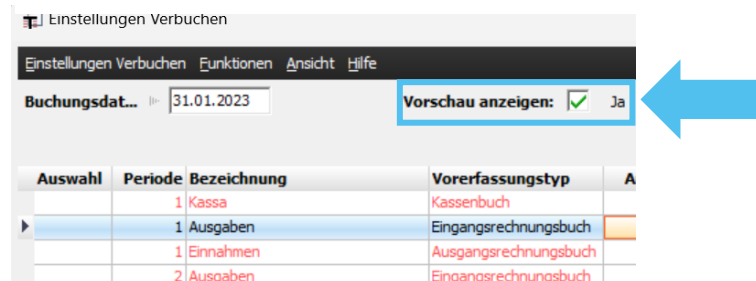 Einstellungen Verbuchen
Einstellungen Verbuchen Funktionen Ansicht Hilfe
Buchungsdat... 31.01.2023 Vorschau anzeigen: Ja
Auswahl Periode Bezeichnung Vorerfassungstyp A
1 Kassa Kassenbuch
1 Ausgaben Eingangsrechnungsbuch
1 Einnahmen Ausgangsrechnungsbuch
2 Ausgaben Eingangsrechnungsbuch